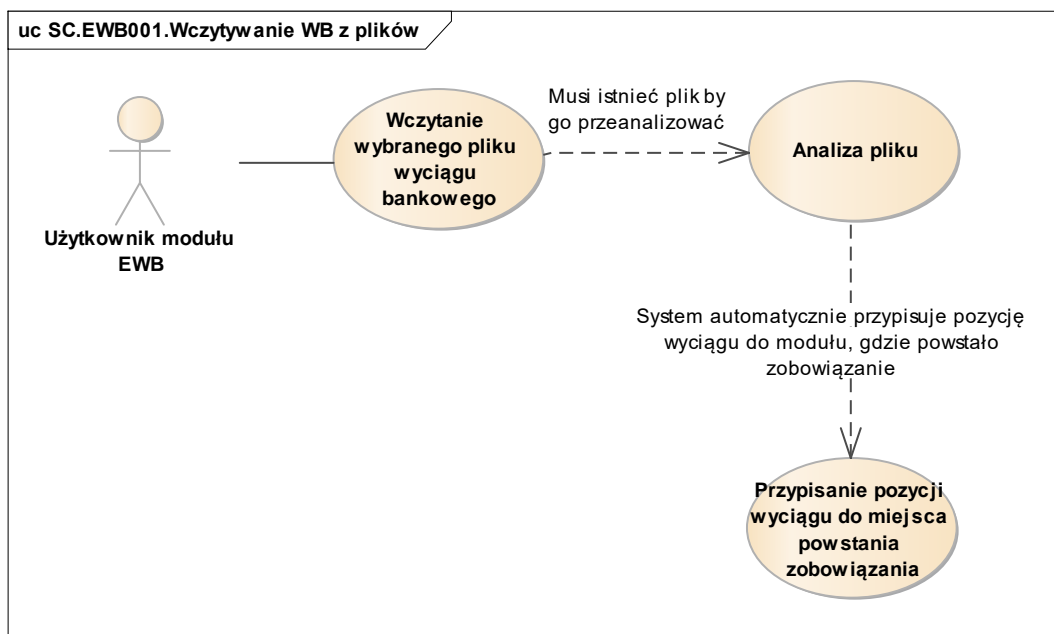 uc SC.EWB001.Wczytywanie WB z plików
Użytkownik modułu
EWB
Wczytanie
wybranego pliku
wyciągu
bankowego
Musi istnieć plik by
go przeanalizować
Analiza pliku
System automatycznie przypisuje pozycję
wyciągu do modułu, gdzie powstało
zobowiązanie
Przypisanie pozycji
wyciągu do miejsca
powstania
zobowiązania